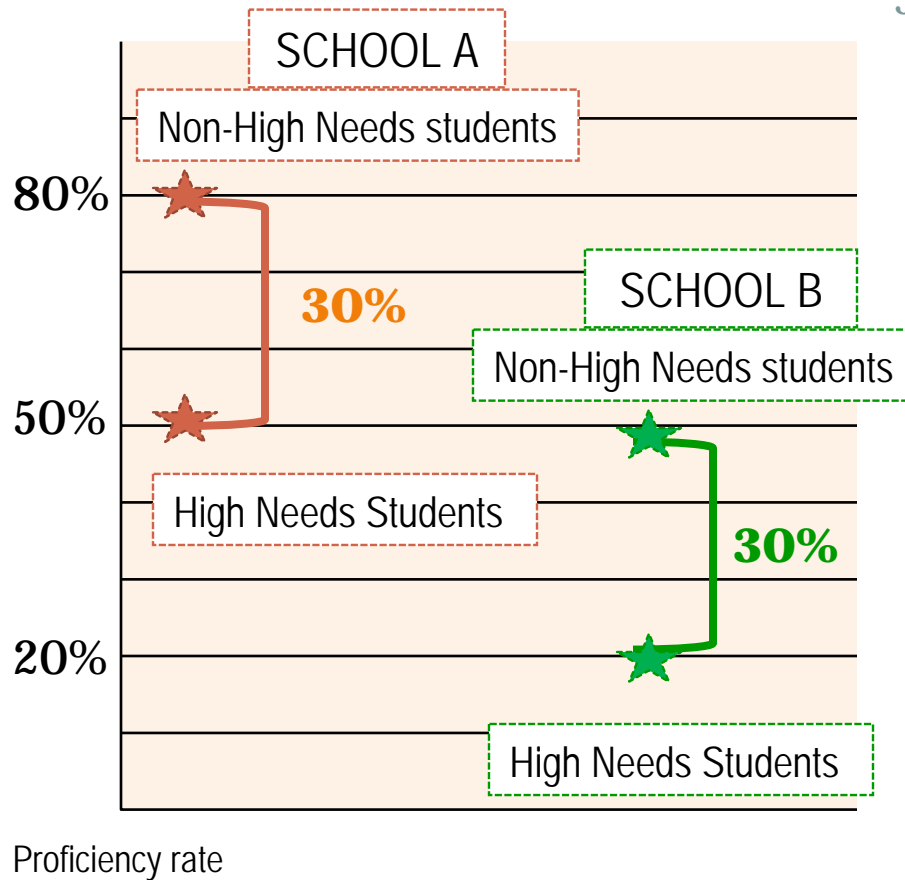 SCHOOL A
Non-High Needs students
80%
30%
SCHOOL B
Non-High Needs students
50%
High Needs Students
30%
20%
High Needs Students
Proficiency rate